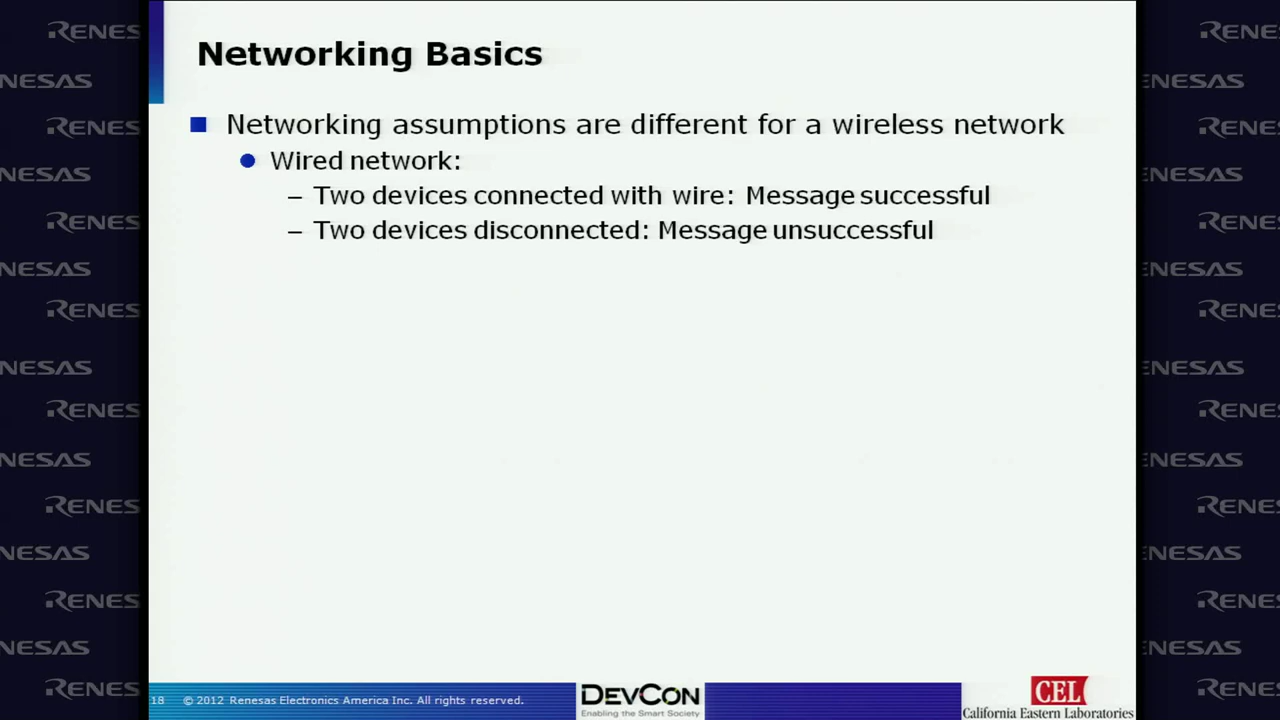 Networking Basics
Networking assumptions are different for a wireless network
Wired network:
– Two devices connected with wire: Message successful
– Two devices disconnected: Message unsuccessful
18 © 2012 Renesas Electronics America Inc. All rights reserved.
DEVCON
Enabling the Smart Society
CEL
California Eastern Laboratories
RENESAS